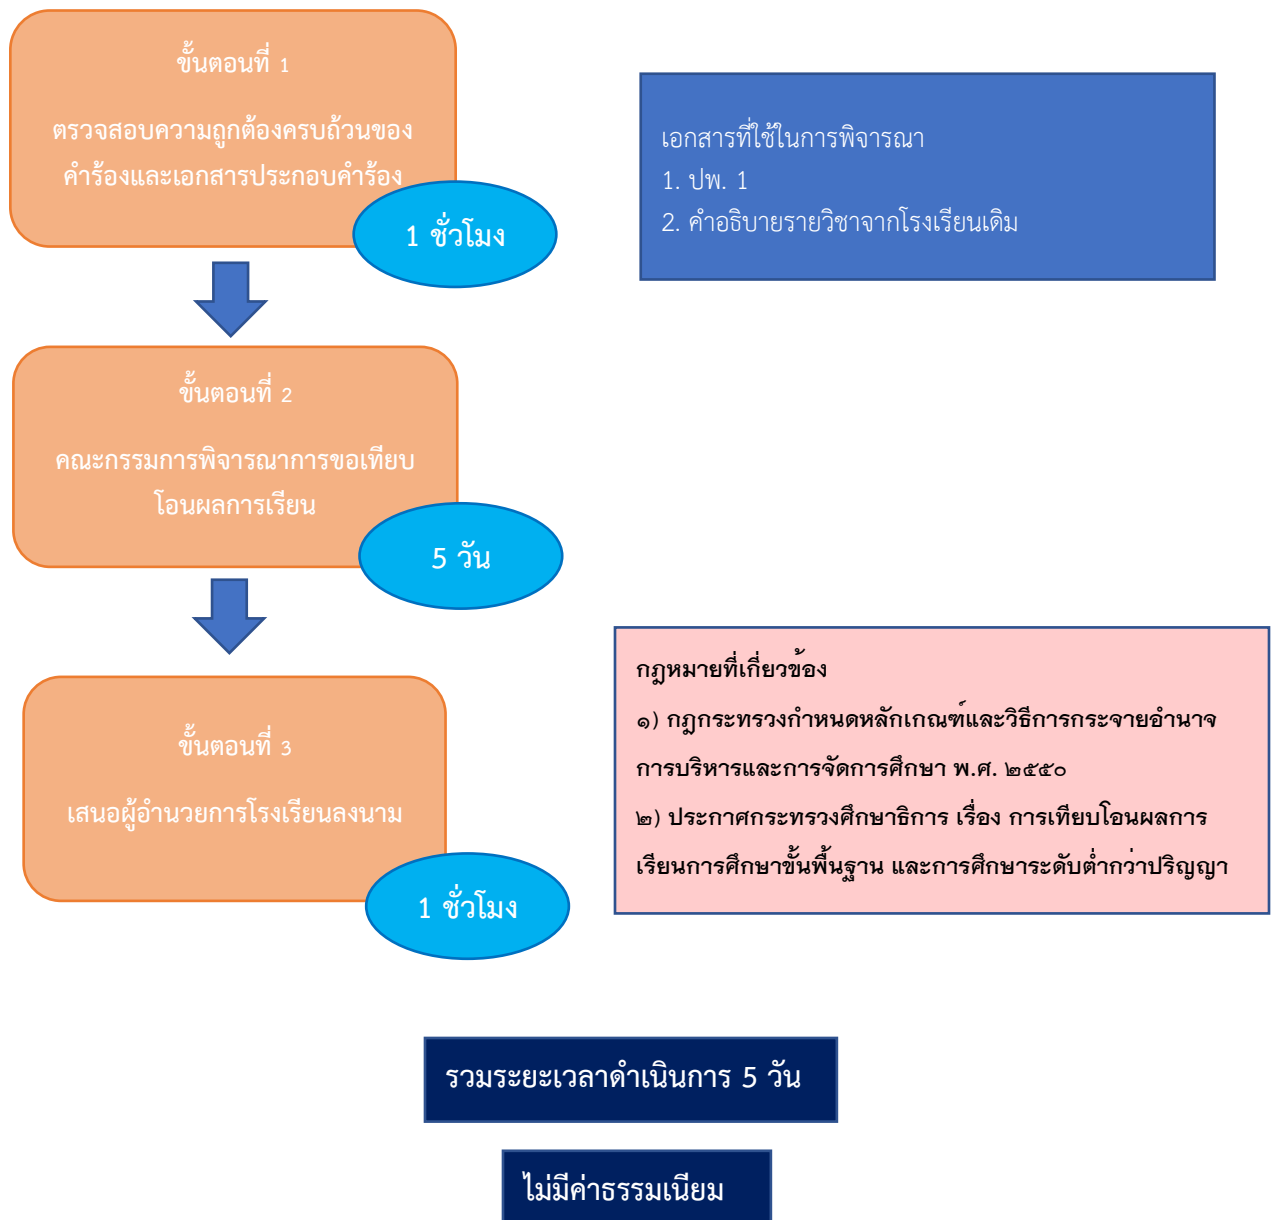 ขั้นตอนที่ 1
ตรวจสอบความถูกต้องครบถ้วนของ
คำร้องและเอกสารประกอบคำร้อง
1 ชั่วโมง
เอกสารที่ใช้ในการพิจารณา
1. ปพ. 1
2. คำอธิบายรายวิชาจากโรงเรียนเดิม
ขั้นตอนที่ 2
คณะกรรมการพิจารณาการขอเทียบ
โอนผลการเรียน
5 วัน
ขั้นตอนที่ 3
เสนอผู้อำนวยการโรงเรียนลงนาม
1 ชั่วโมง
กฎหมายที่เกี่ยวข้อง
๑) กฎกระทรวงกำหนดหลักเกณฑ์และวิธีการกระจายอำนาจ
การบริหารและการจัดการศึกษา พ.ศ. ๒๕๕๐
๒) ประกาศกระทรวงศึกษาธิการ เรื่อง การเทียบโอนผลการ
เรียนการศึกษาขั้นพื้นฐาน และการศึกษาระดับต่ำกว่าปริญญา
รวมระยะเวลาดำเนินการ 5 วัน
ไม่มีค่าธรรมเนียม